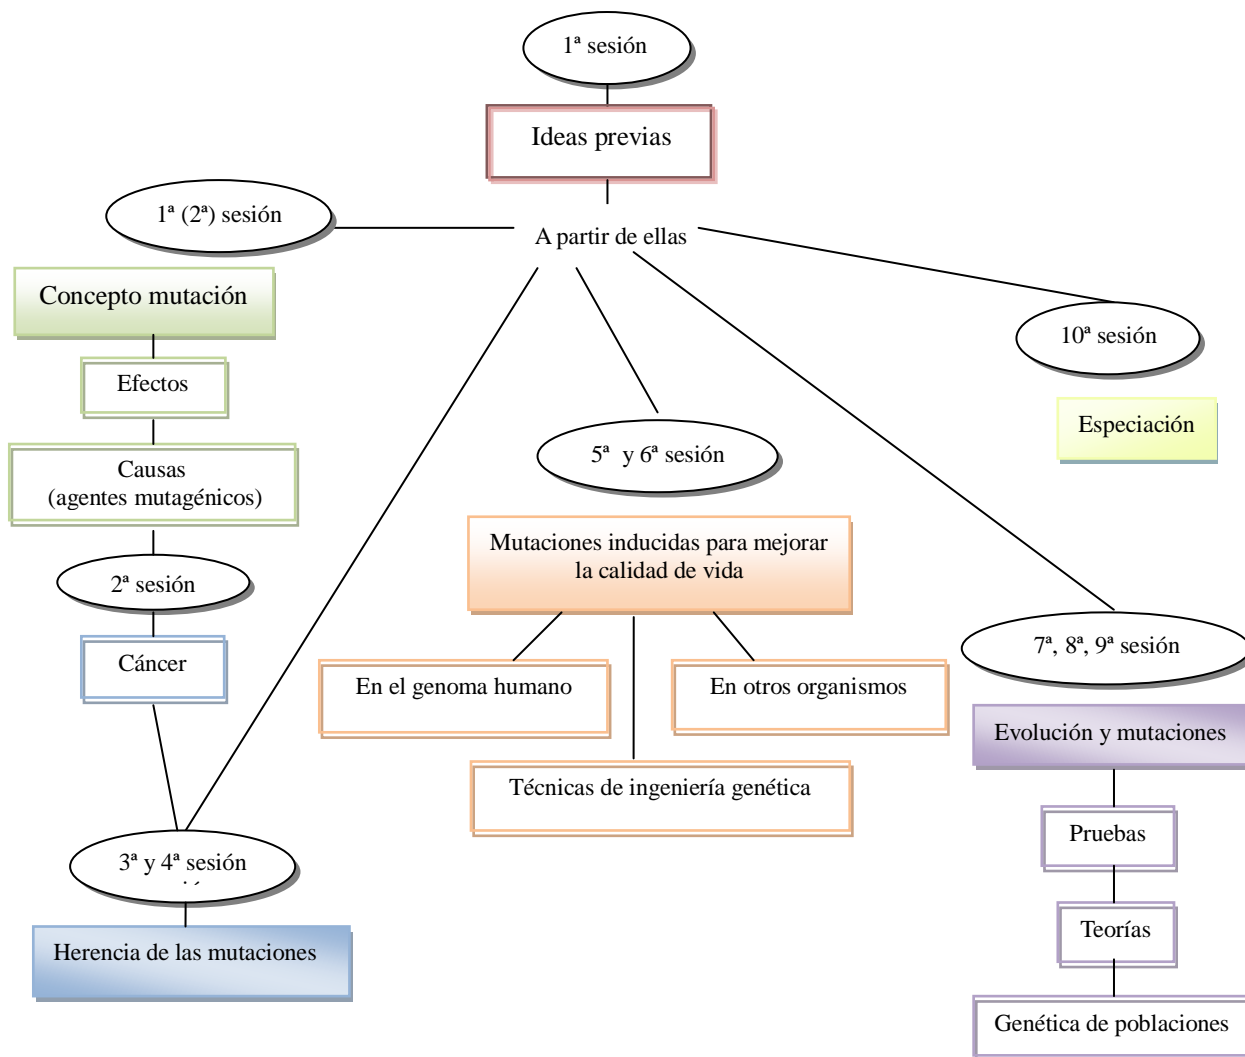 1ª sesión
Ideas previas
1ª (2ª) sesión
A partir de ellas
Concepto mutación
10ª sesión
Efectos
Especiación
5ª y 6ª sesión
Causas
(agentes mutagénicos)
Mutaciones inducidas para mejorar
la calidad de vida
2ª sesión
7ª, 8ª, 9ª sesión
Cáncer
En el genoma humano
En otros organismos
Evolución y mutaciones
Técnicas de ingeniería genética
Pruebas
3ª y 4ª sesión
Teorías
Herencia de las mutaciones
Genética de poblaciones